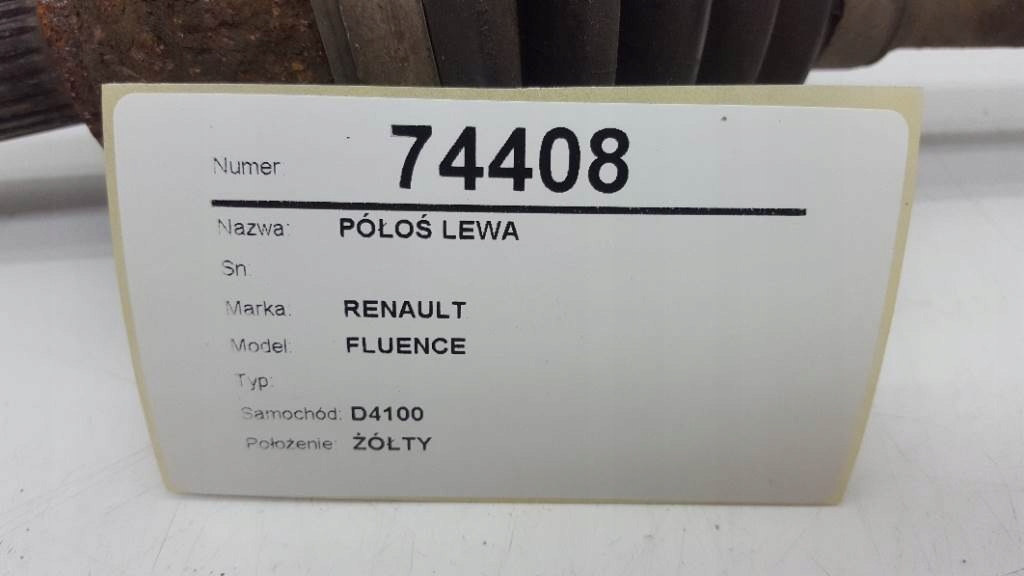 Numer: 74408
Nazwa: PÓŁOŚ LEWA
Sn:
Marka: RENAULT
Model: FLUENCE
Typ:
Samochód: D4100
Położenie: ŻÓŁTY